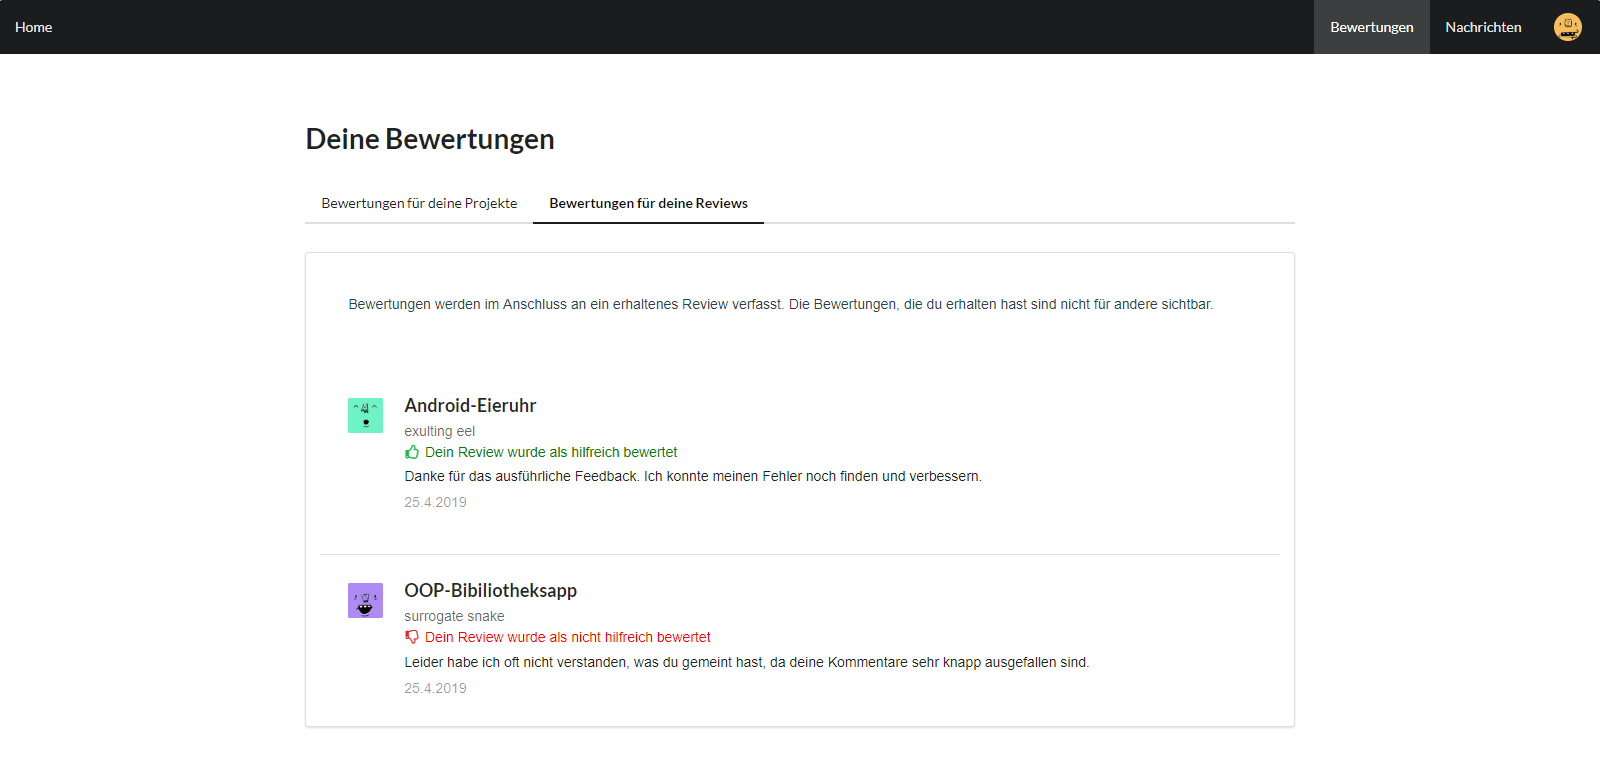 Home
Bewertungen
Nachrichten
Deine Bewertungen
Bewertungen für deine Projekte
Bewertungen für deine Reviews
Bewertungen werden im Anschluss an ein erhaltenes Review verfasst. Die Bewertungen, die du erhalten hast sind nicht für andere sichtbar.
Android-Eieruhr
exulting eel
Dein Review wurde als hilfreich bewertet
Danke für das ausführliche Feedback. Ich konnte meinen Fehler noch finden und verbessern.
25.4.2019
OOP-Bibiliotheksapp
surrogate snake
Dein Review wurde als nicht hilfreich bewertet
Leider habe ich oft nicht verstanden, was du gemeint hast, da deine Kommentare sehr knapp ausgefallen sind.
25.4.2019